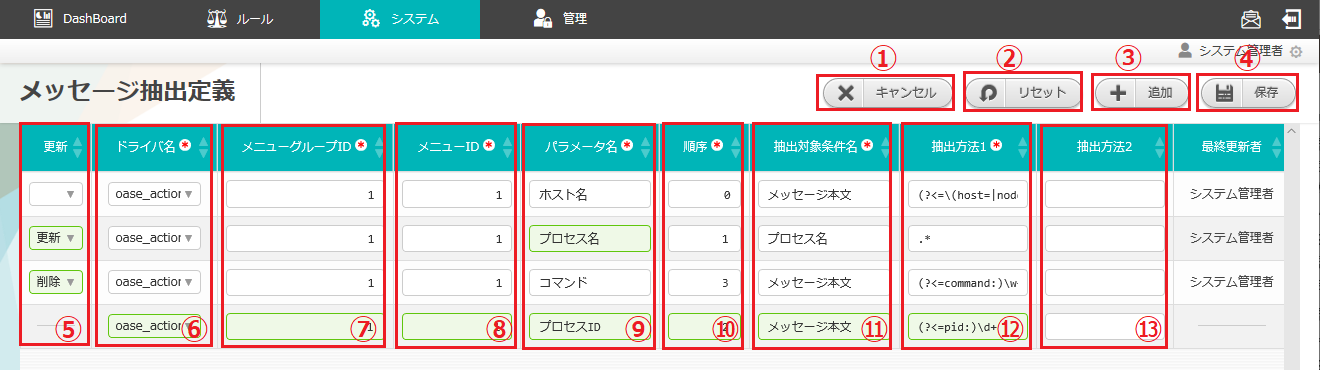 DashBoard ルール システム 管理
システム管理者
① ② ③ ④
メッセージ抽出定義 キャンセル リセット 追加 保存
更新 ドライバ名* メニューグループID* メニューID* パラメータ名* 順序* 抽出対象条件名* 抽出方法1* 抽出方法2 最終更新者
oase_action 1 1 ホスト名 0 メッセージ本文 (?<=\(host=|nod システム管理者
更新 oase_action 1 1 プロセス名 1 プロセス名 .* システム管理者
削除 oase_action 1 1 コマンド 3 メッセージ本文 (?<=command:)\w システム管理者
⑤ oase_action ⑥ 1 ⑦ ⑧ プロセスID ⑨ ⑩ メッセージ本文 ⑪ (?<=pid:)\d+ ⑫ ⑬